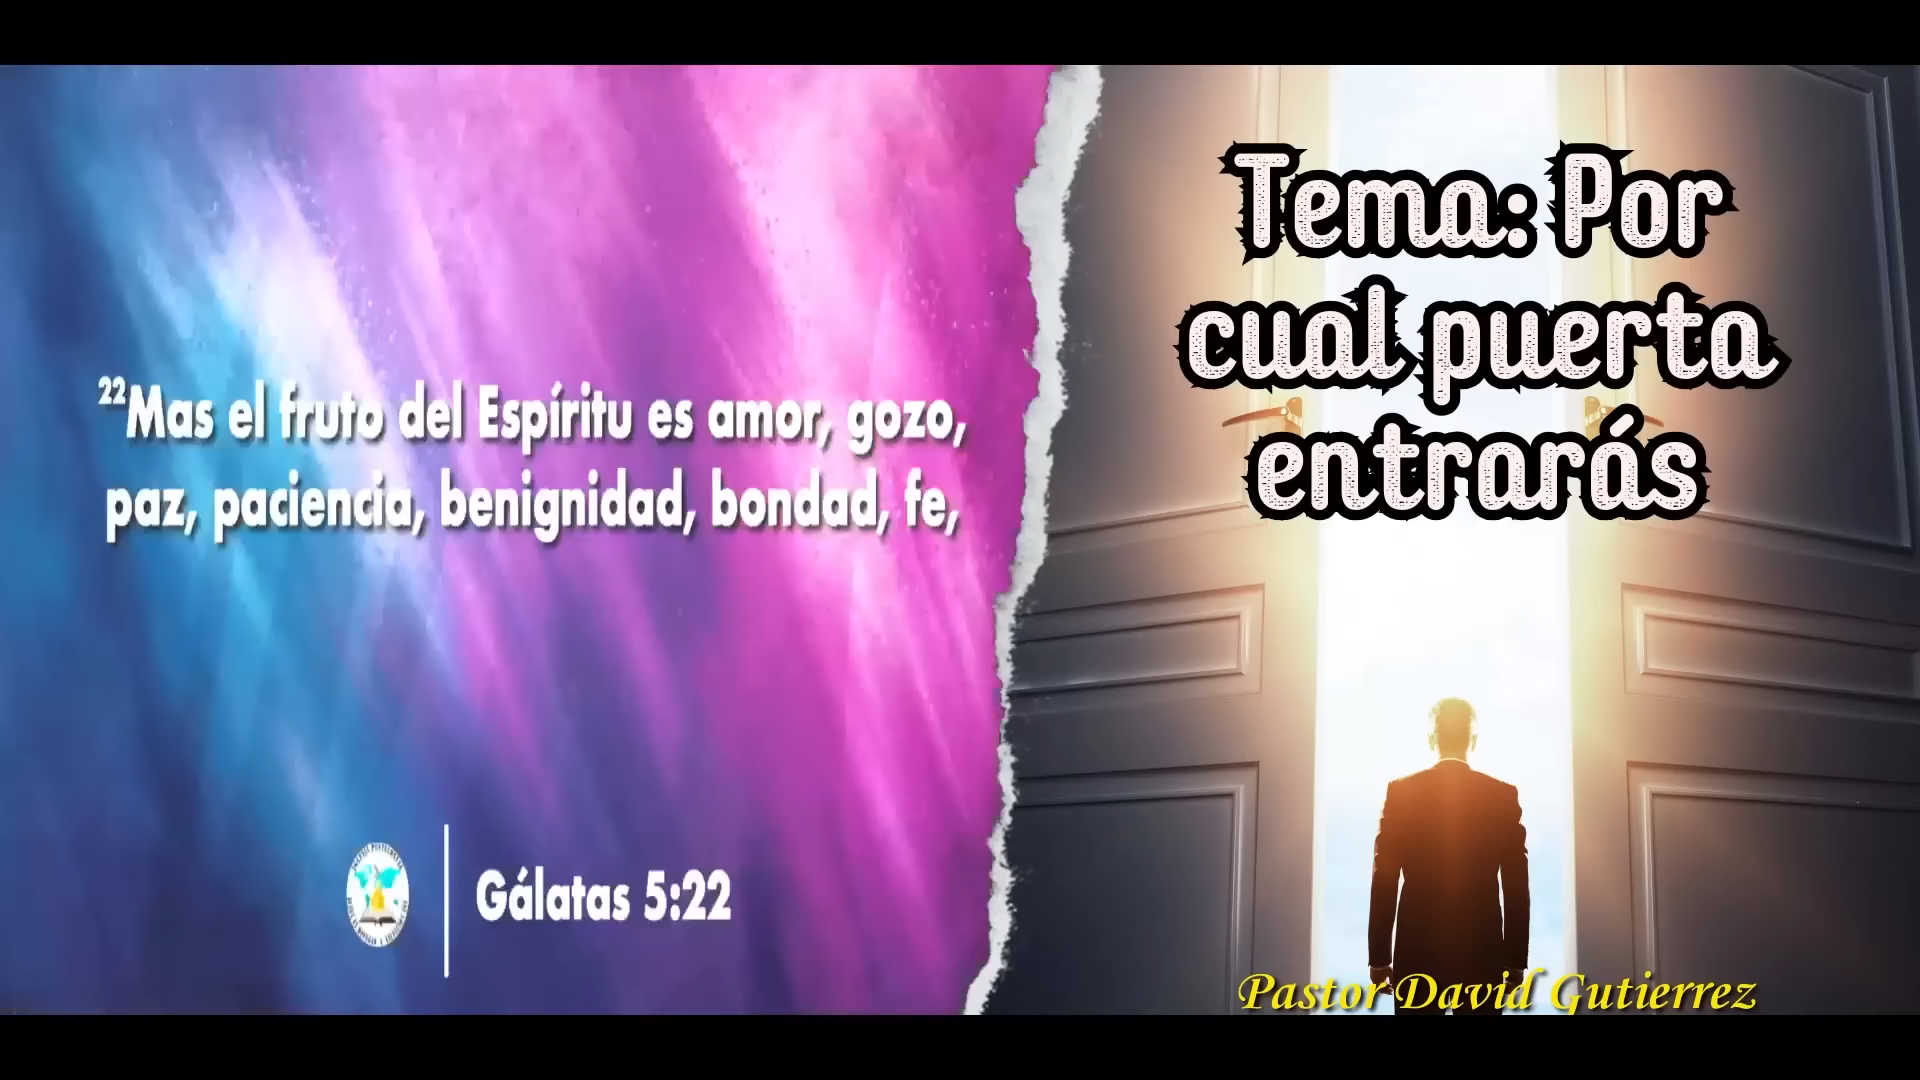 22Mas el fruto del Espíritu es amor, gozo,
paz, paciencia, benignidad, bondad, fe,
Gálatas 5:22
Tema: Por
cual puerta
entrarás
Pastor David Gutierrez